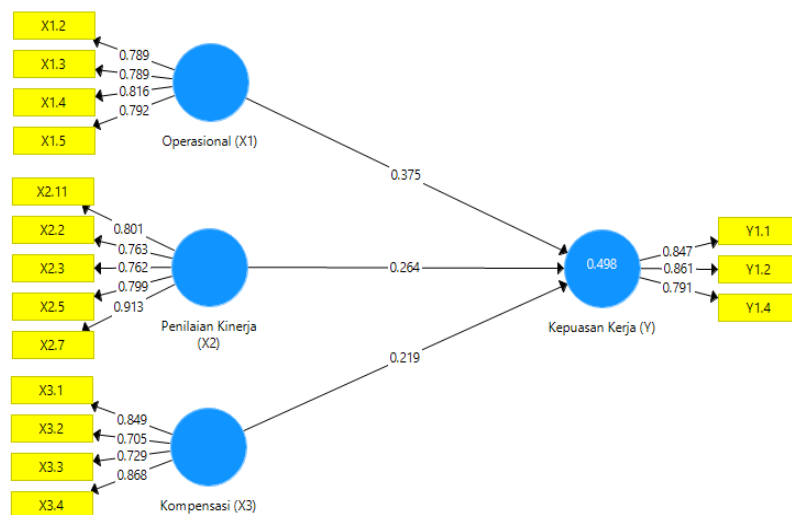 X1.2
0.789
X1.3
0.789
X1.4
0.816
X1.5
0.792
Operasional (X1)
0.375
X2.11
0.801
X2.2
0.763
X2.3
0.762
X2.5
0.799
X2.7
0.913
Penilaian Kinerja
(X2)
0.264
X3.1
0.849
X3.2
0.705
X3.3
0.729
X3.4
0.868
Kompensasi (X3)
0.219
0.498
Kepuasan Kerja (Y)
0.847
Y1.1
0.861
Y1.2
0.791
Y1.4